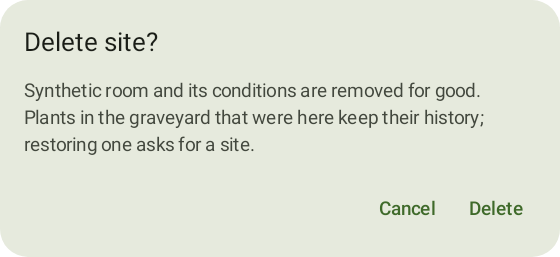 Delete site?
Synthetic room and its conditions are removed for good.
Plants in the graveyard that were here keep their history;
restoring one asks for a site.
Cancel Delete